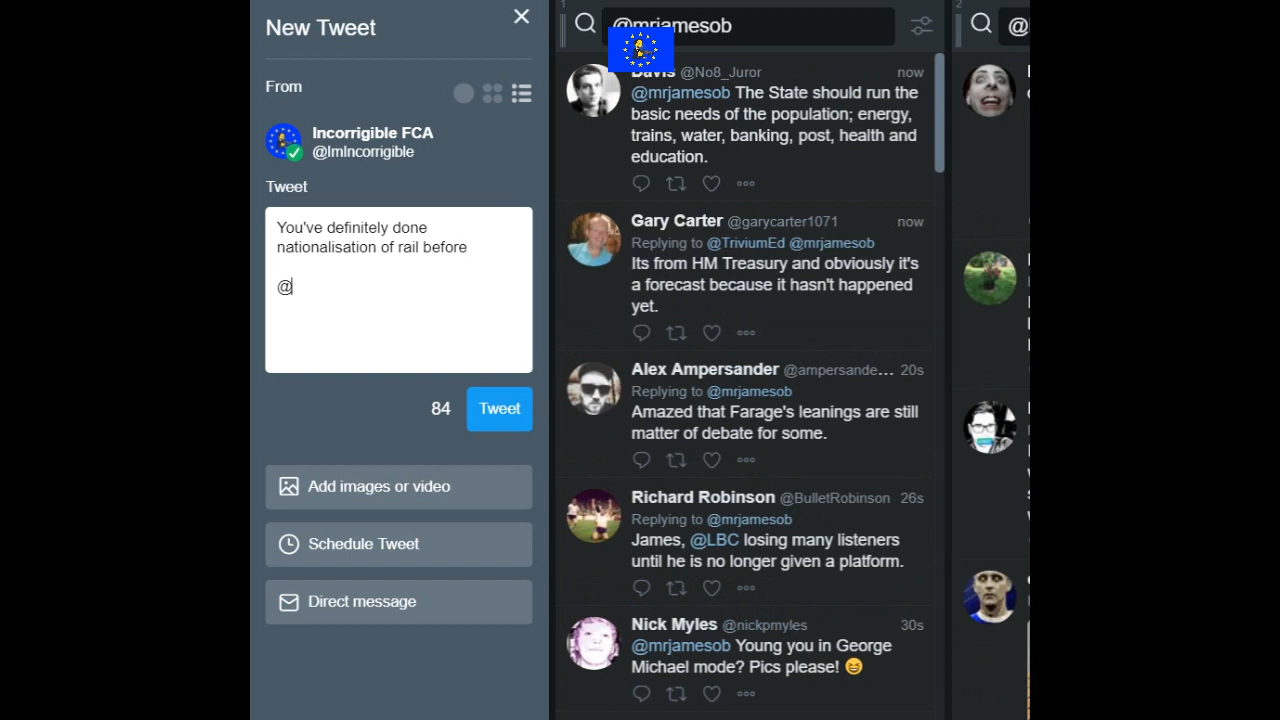 New Tweet
From
Incorrigible FCA
@ImIncorrigible
Tweet
You've definitely done
nationalisation of rail before
@
84
Tweet
Add images or video
Schedule Tweet
Direct message
1
@mrjamesob
Davis @No8_Juror now
@mrjamesob The State should run the
basic needs of the population; energy,
trains, water, banking, post, health and
education.
Gary Carter @garycarter1071 now
Replying to @TriviumEd @mrjamesob
Its from HM Treasury and obviously it's
a forecast because it hasn't happened
yet.
Alex Ampersander @ampersande... 20s
Replying to @mrjamesob
Amazed that Farage's leanings are still
matter of debate for some.
Richard Robinson @BulletRobinson 26s
Replying to @mrjamesob
James, @LBC losing many listeners
until he is no longer given a platform.
Nick Myles @nickpmyles 30s
@mrjamesob Young you in George
Michael mode? Pics please! 😆
2
@